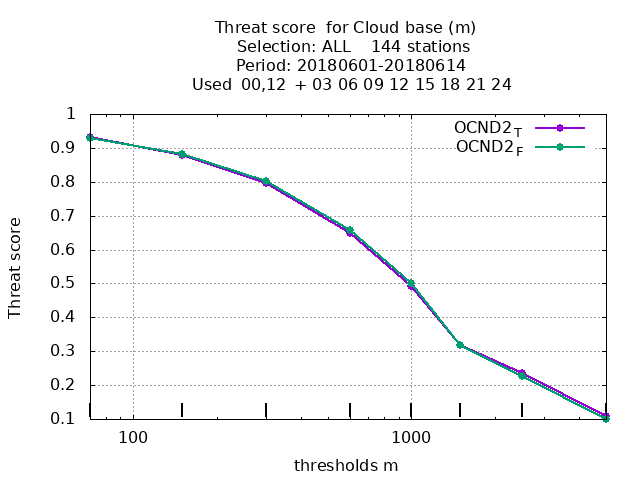 Threat score  for Cloud base (m)
Selection: ALL    144 stations
Period: 20180601-20180614
Used  00,12  + 03 06 09 12 15 18 21 24
OCND2T
OCND2F
1
0.9
0.8
0.7
0.6
0.5
0.4
0.3
0.2
0.1
Threat score
100 1000
thresholds m